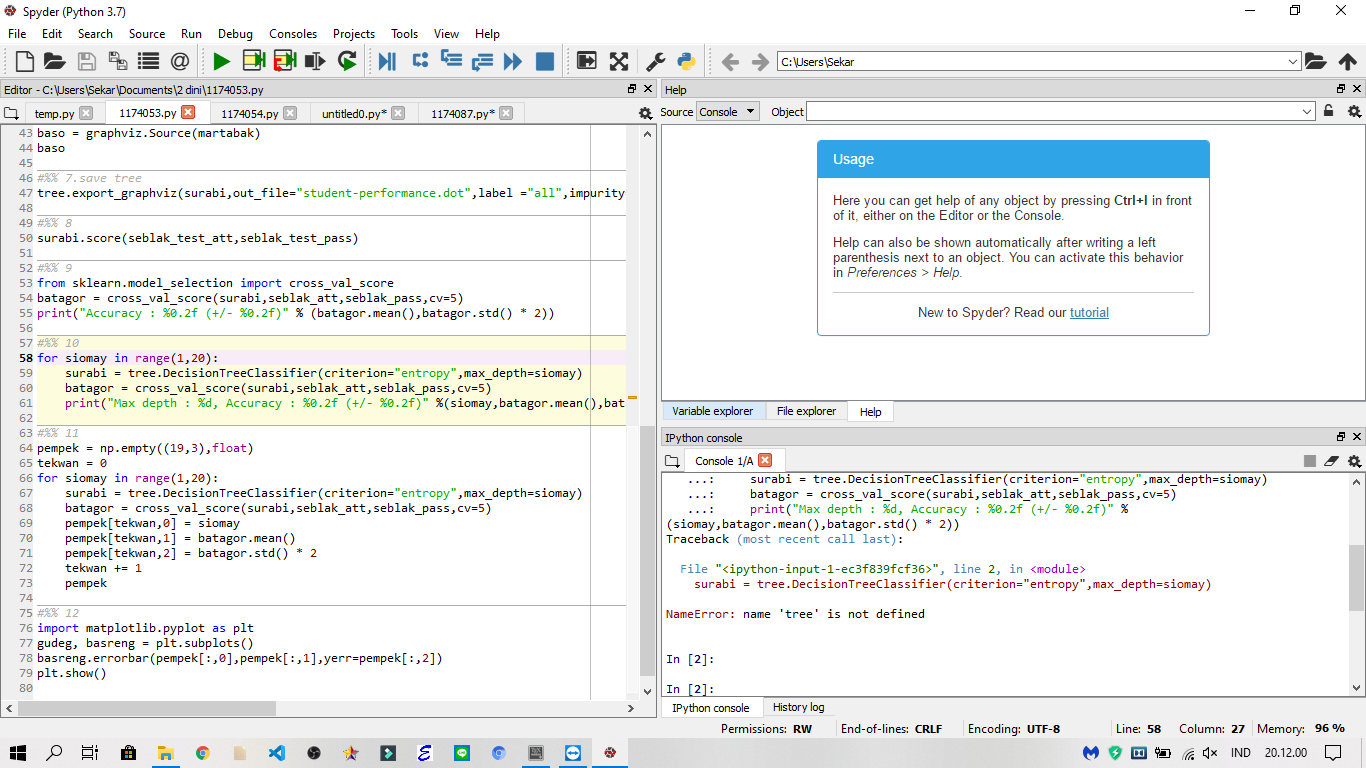 Spyder (Python 3.7)
File Edit Search Source Run Debug Consoles Projects Tools View Help
C:\Users\Sekar
Editor - C:\Users\Sekar\Documents\2 dini\1174053.py
temp.py 1174053.py 1174054.py untitled0.py* 1174087.py*
43 baso = graphviz.Source(martabak)
44 baso
45
46 #%% 7.save tree
47 tree.export_graphviz(surabi,out_file="student-performance.dot",label ="all",impurity
48
49 #%% 8
50 surabi.score(seblak_test_att,seblak_test_pass)
51
52 #%% 9
53 from sklearn.model_selection import cross_val_score
54 batagor = cross_val_score(surabi,seblak_att,seblak_pass,cv=5)
55 print("Accuracy : %0.2f (+/- %0.2f)" % (batagor.mean(),batagor.std() * 2))
56
57 #%% 10
58 for siomay in range(1,20):
59     surabi = tree.DecisionTreeClassifier(criterion="entropy",max_depth=siomay)
60     batagor = cross_val_score(surabi,seblak_att,seblak_pass,cv=5)
61     print("Max depth : %d, Accuracy : %0.2f (+/- %0.2f)" %(siomay,batagor.mean(),bat
62
63 #%% 11
64 pempek = np.empty((19,3),float)
65 tekwan = 0
66 for siomay in range(1,20):
67     surabi = tree.DecisionTreeClassifier(criterion="entropy",max_depth=siomay)
68     batagor = cross_val_score(surabi,seblak_att,seblak_pass,cv=5)
69     pempek[tekwan,0] = siomay
70     pempek[tekwan,1] = batagor.mean()
71     pempek[tekwan,2] = batagor.std() * 2
72     tekwan += 1
73     pempek
74
75 #%% 12
76 import matplotlib.pyplot as plt
77 gudeg, basreng = plt.subplots()
78 basreng.errorbar(pempek[:,0],pempek[:,1],yerr=pempek[:,2])
79 plt.show()
80
Help
Source Console Object
Usage
Here you can get help of any object by pressing Ctrl+I in front
of it, either on the Editor or the Console.
Help can also be shown automatically after writing a left
parenthesis next to an object. You can activate this behavior
in Preferences > Help.
New to Spyder? Read our tutorial
Variable explorer File explorer Help
IPython console
Console 1/A
...:     surabi = tree.DecisionTreeClassifier(criterion="entropy",max_depth=siomay)
...:     batagor = cross_val_score(surabi,seblak_att,seblak_pass,cv=5)
...:     print("Max depth : %d, Accuracy : %0.2f (+/- %0.2f)" %
(siomay,batagor.mean(),batagor.std() * 2))
Traceback (most recent call last):
File "<ipython-input-1-ec3f839fcf36>", line 2, in <module>
surabi = tree.DecisionTreeClassifier(criterion="entropy",max_depth=siomay)
NameError: name 'tree' is not defined
In [2]:
In [2]:
IPython console History log
Permissions: RW End-of-lines: CRLF Encoding: UTF-8 Line: 58 Column: 27 Memory: 96 %
IND 20.12.00